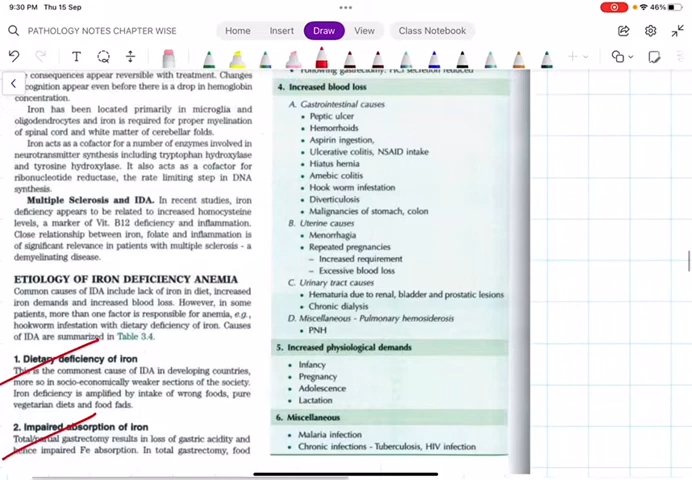 9:30 PM Thu 15 Sep
46%
PATHOLOGY NOTES CHAPTER WISE
Home
Insert
Draw
View
Class Notebook
consequences appear reversible with treatment. Changes
cognition appear even before there is a drop in hemoglobin
concentration.
Iron has been located primarily in microglia and
oligodendrocytes and iron is required for proper myelination
of spinal cord and white matter of cerebellar folds.
Iron acts as a cofactor for a number of enzymes involved in
neurotransmitter synthesis including tryptophan hydroxylase
and tyrosine hydroxylase. It also acts as a cofactor for
ribonucleotide reductase, the rate limiting step in DNA
synthesis.
Multiple Sclerosis and IDA. In recent studies, iron
deficiency appears to be related to increased homocysteine
levels, a marker of Vit. B12 deficiency and inflammation.
Close relationship between iron, folate and inflammation is
of significant relevance in patients with multiple sclerosis - a
demyelinating disease.
ETIOLOGY OF IRON DEFICIENCY ANEMIA
Common causes of IDA include lack of iron in diet, increased
iron demands and increased blood loss. However, in some
patients, more than one factor is responsible for anemia, e.g.,
hookworm infestation with dietary deficiency of iron. Causes
of IDA are summarized in Table 3.4.
1. Dietary deficiency of iron
This is the commonest cause of IDA in developing countries,
more so in socio-economically weaker sections of the society.
Iron deficiency is amplified by intake of wrong foods, pure
vegetarian diets and food fads.
2. Impaired absorption of iron
Total/partial gastrectomy results in loss of gastric acidity and
hence impaired Fe absorption. In total gastrectomy, food
• Following gastrectomy: HCl secretion reduced
4. Increased blood loss
A. Gastrointestinal causes
• Peptic ulcer
• Hemorrhoids
• Aspirin ingestion,
• Ulcerative colitis, NSAID intake
• Hiatus hernia
• Amebic colitis
• Hook worm infestation
• Diverticulosis
• Malignancies of stomach, colon
B. Uterine causes
• Menorrhagia
• Repeated pregnancies
– Increased requirement
– Excessive blood loss
C. Urinary tract causes
• Hematuria due to renal, bladder and prostatic lesions
• Chronic dialysis
D. Miscellaneous - Pulmonary hemosiderosis
• PNH
5. Increased physiological demands
• Infancy
• Pregnancy
• Adolescence
• Lactation
6. Miscellaneous
• Malaria infection
• Chronic infections - Tuberculosis, HIV infection